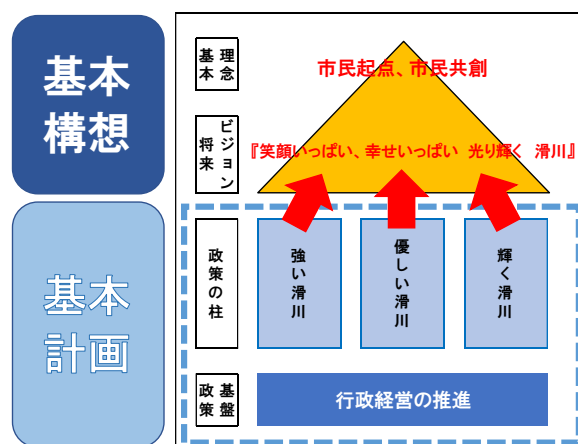 基本
構想
基本
理念
市民起点、市民共創
将来
ビジョン
『笑顔いっぱい、幸せいっぱい 光り輝く 滑川』
基本
計画
政策の柱
強い滑川
優しい滑川
輝く滑川
政策
基盤
行政経営の推進